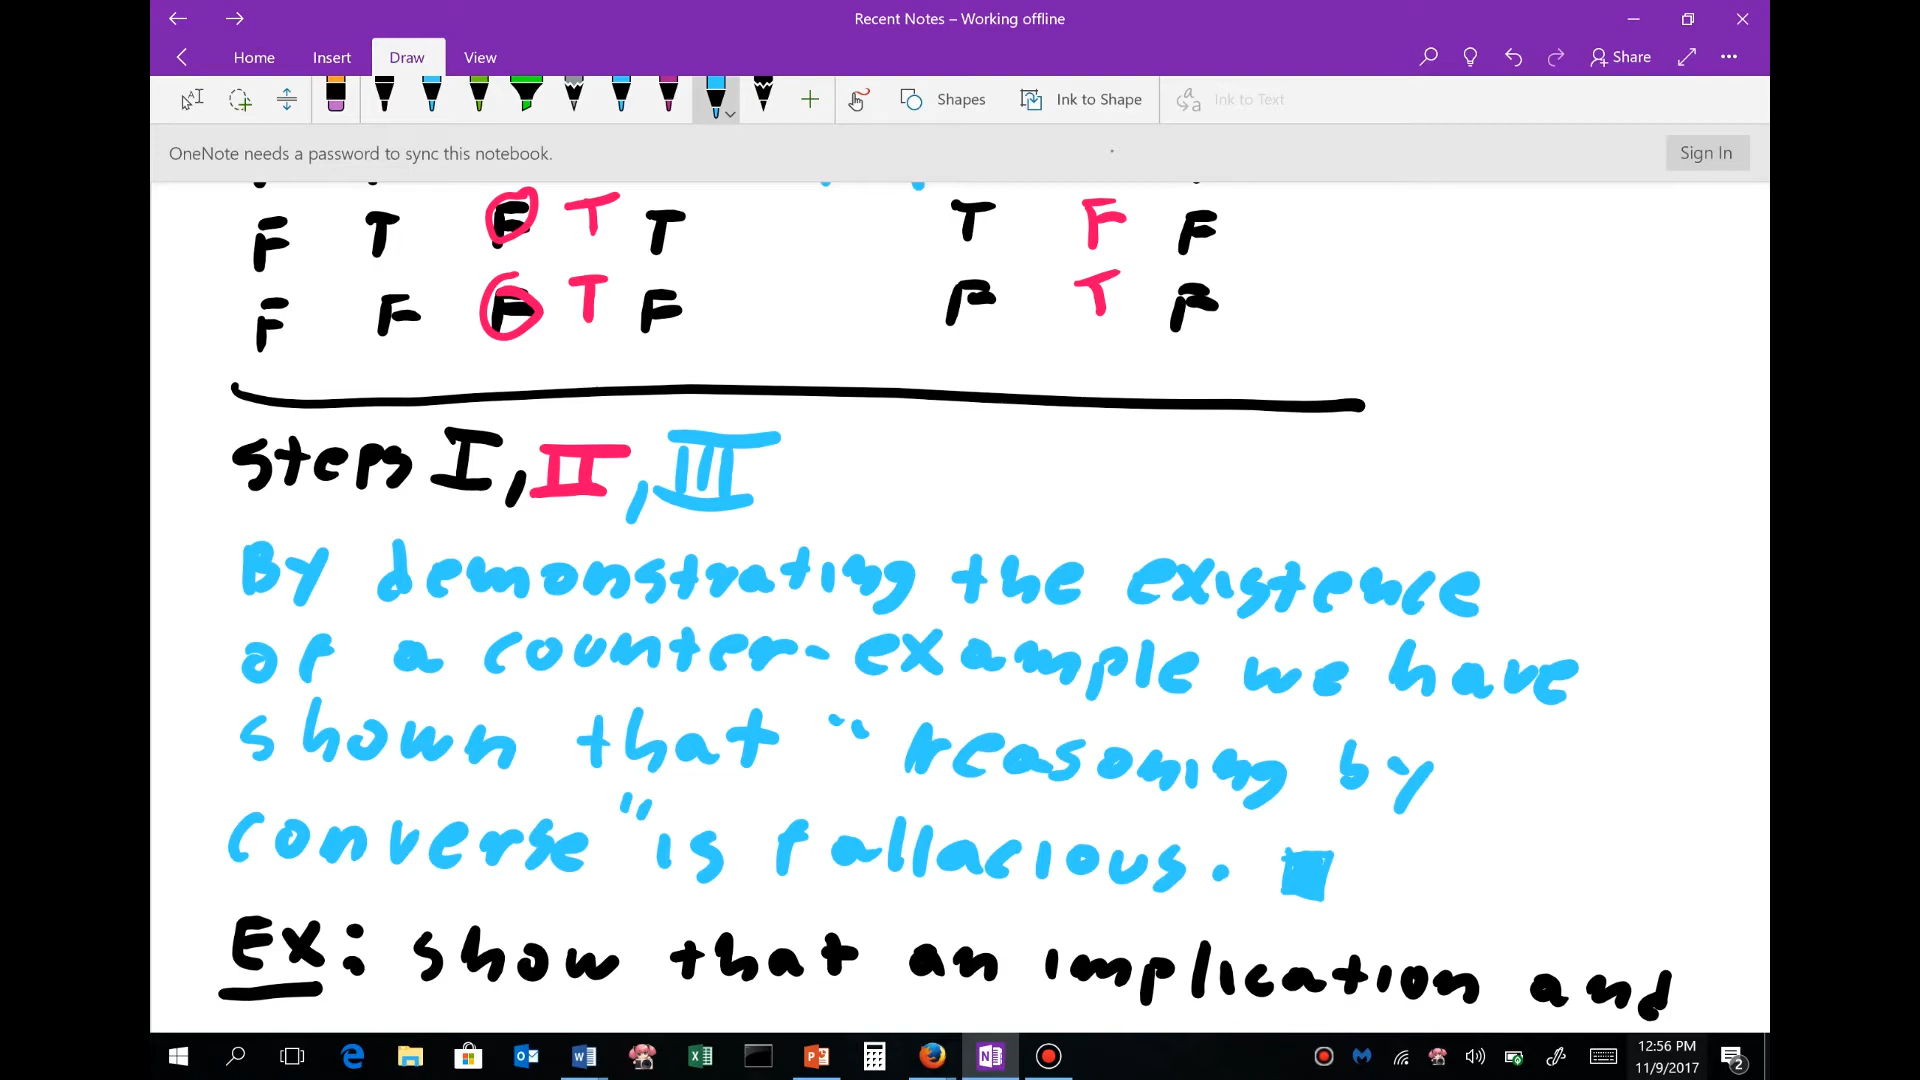 Recent Notes – Working offline
Home Insert Draw View Share
Shapes Ink to Shape Ink to Text
OneNote needs a password to sync this notebook.
Sign In
F T F T T T F F
F F F T F F T F
Steps I, II, III
By demonstrating the existence
of a counter-example we have
shown that "reasoning by
converse" is fallacious.
Ex: show that an implication and
12:56 PM
11/9/2017
2